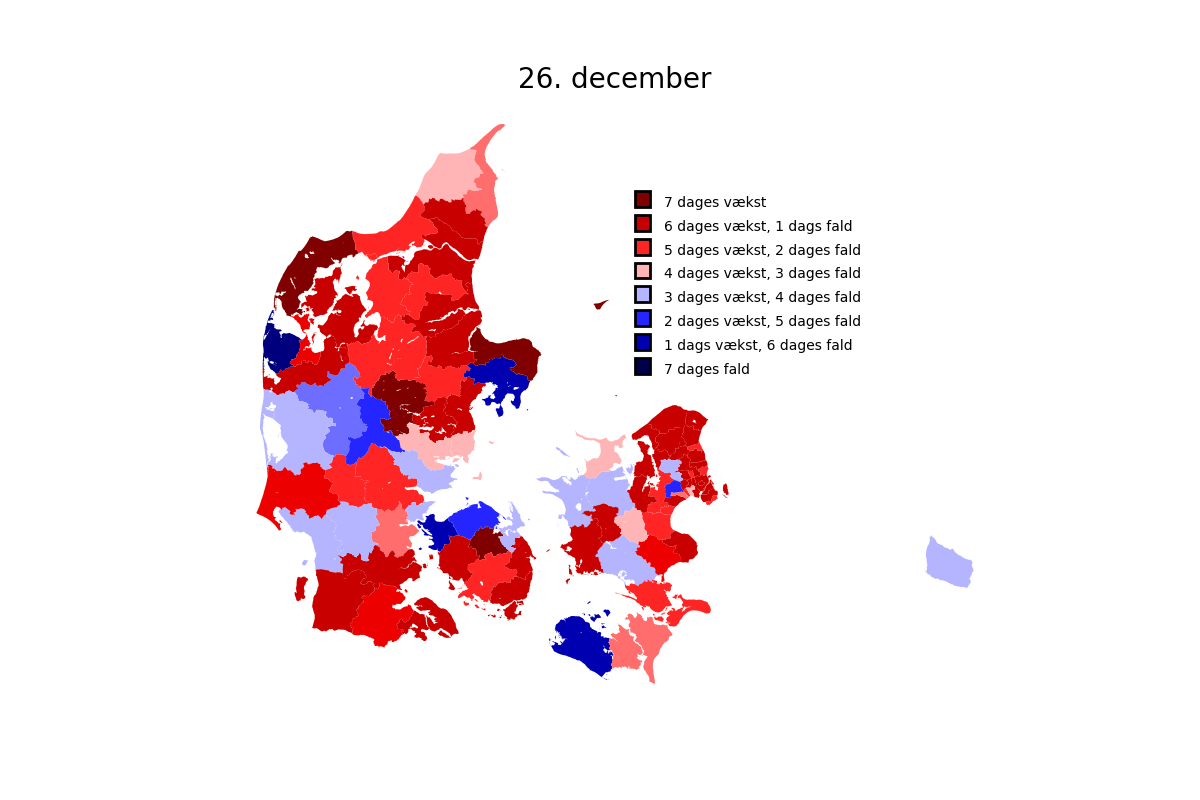 26. december
7 dages vækst
6 dages vækst, 1 dags fald
5 dages vækst, 2 dages fald
4 dages vækst, 3 dages fald
3 dages vækst, 4 dages fald
2 dages vækst, 5 dages fald
1 dags vækst, 6 dages fald
7 dages fald